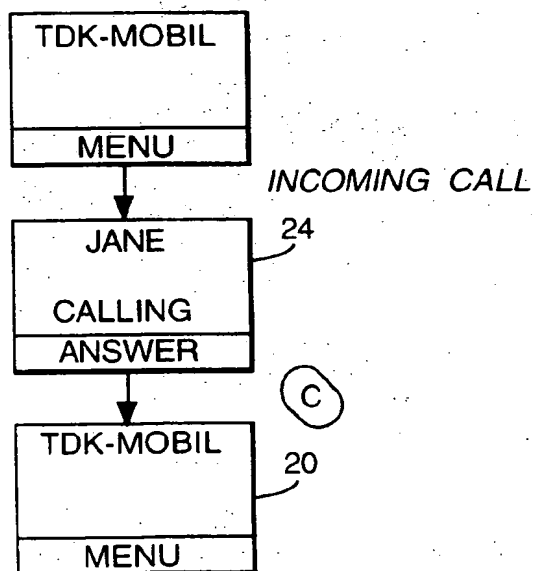 TDK-MOBIL
MENU
INCOMING CALL
JANE
24
CALLING
ANSWER
C
TDK-MOBIL
20
MENU